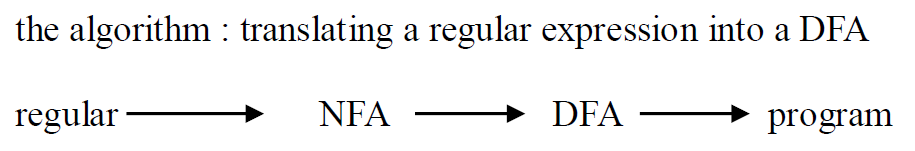 the algorithm : translating a regular expression into a DFA
regular NFA DFA program